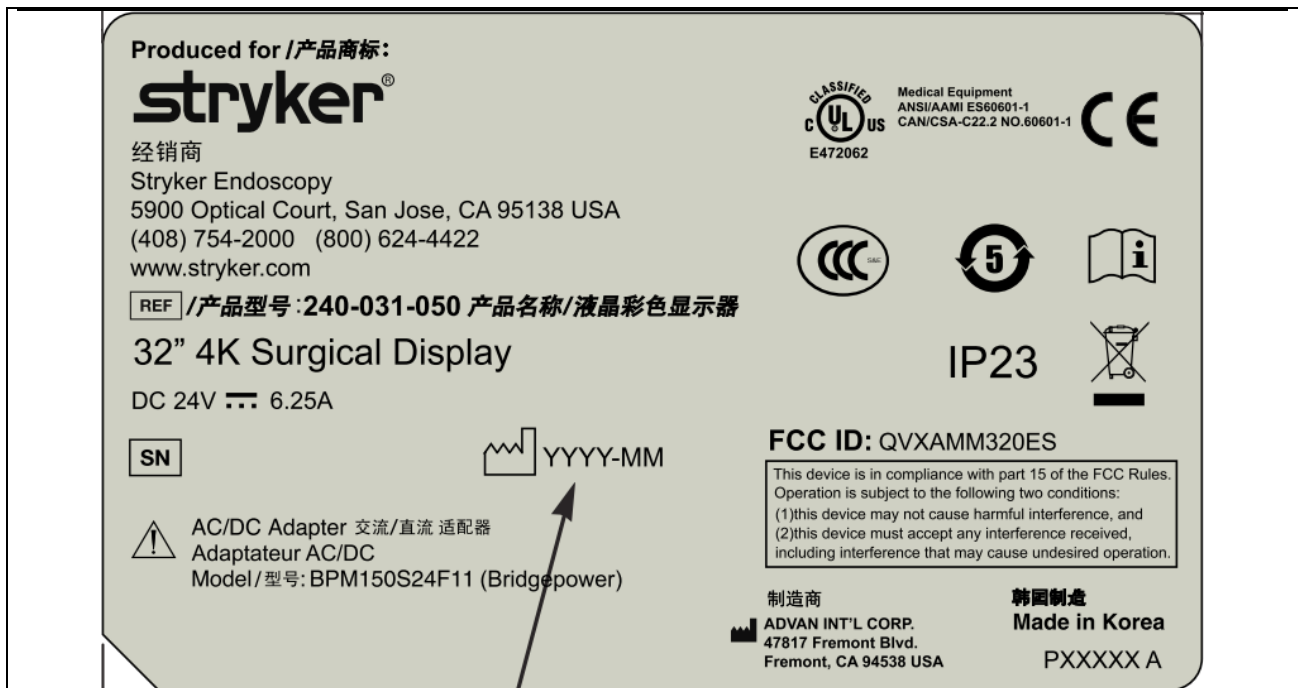 Produced for /产品商标:
stryker®
经销商
Stryker Endoscopy
5900 Optical Court, San Jose, CA 95138 USA
(408) 754-2000 (800) 624-4422
www.stryker.com
REF /产品型号:240-031-050 产品名称/液晶彩色显示器
32” 4K Surgical Display
DC 24V 6.25A
SN
YYYY-MM
AC/DC Adapter 交流/直流 适配器
Adaptateur AC/DC
Model/型号: BPM150S24F11 (Bridgepower)
CLASSIFIED
C UL US
E472062
Medical Equipment
ANSI/AAMI ES60601-1
CAN/CSA-C22.2 NO.60601-1
CE
CCC S&E
5
i
IP23
FCC ID: QVXAMM320ES
This device is in compliance with part 15 of the FCC Rules.
Operation is subject to the following two conditions:
(1)this device may not cause harmful interference, and
(2)this device must accept any interference received,
including interference that may cause undesired operation.
制造商
ADVAN INT’L CORP.
47817 Fremont Blvd.
Fremont, CA 94538 USA
韩国制造
Made in Korea
PXXXXX A